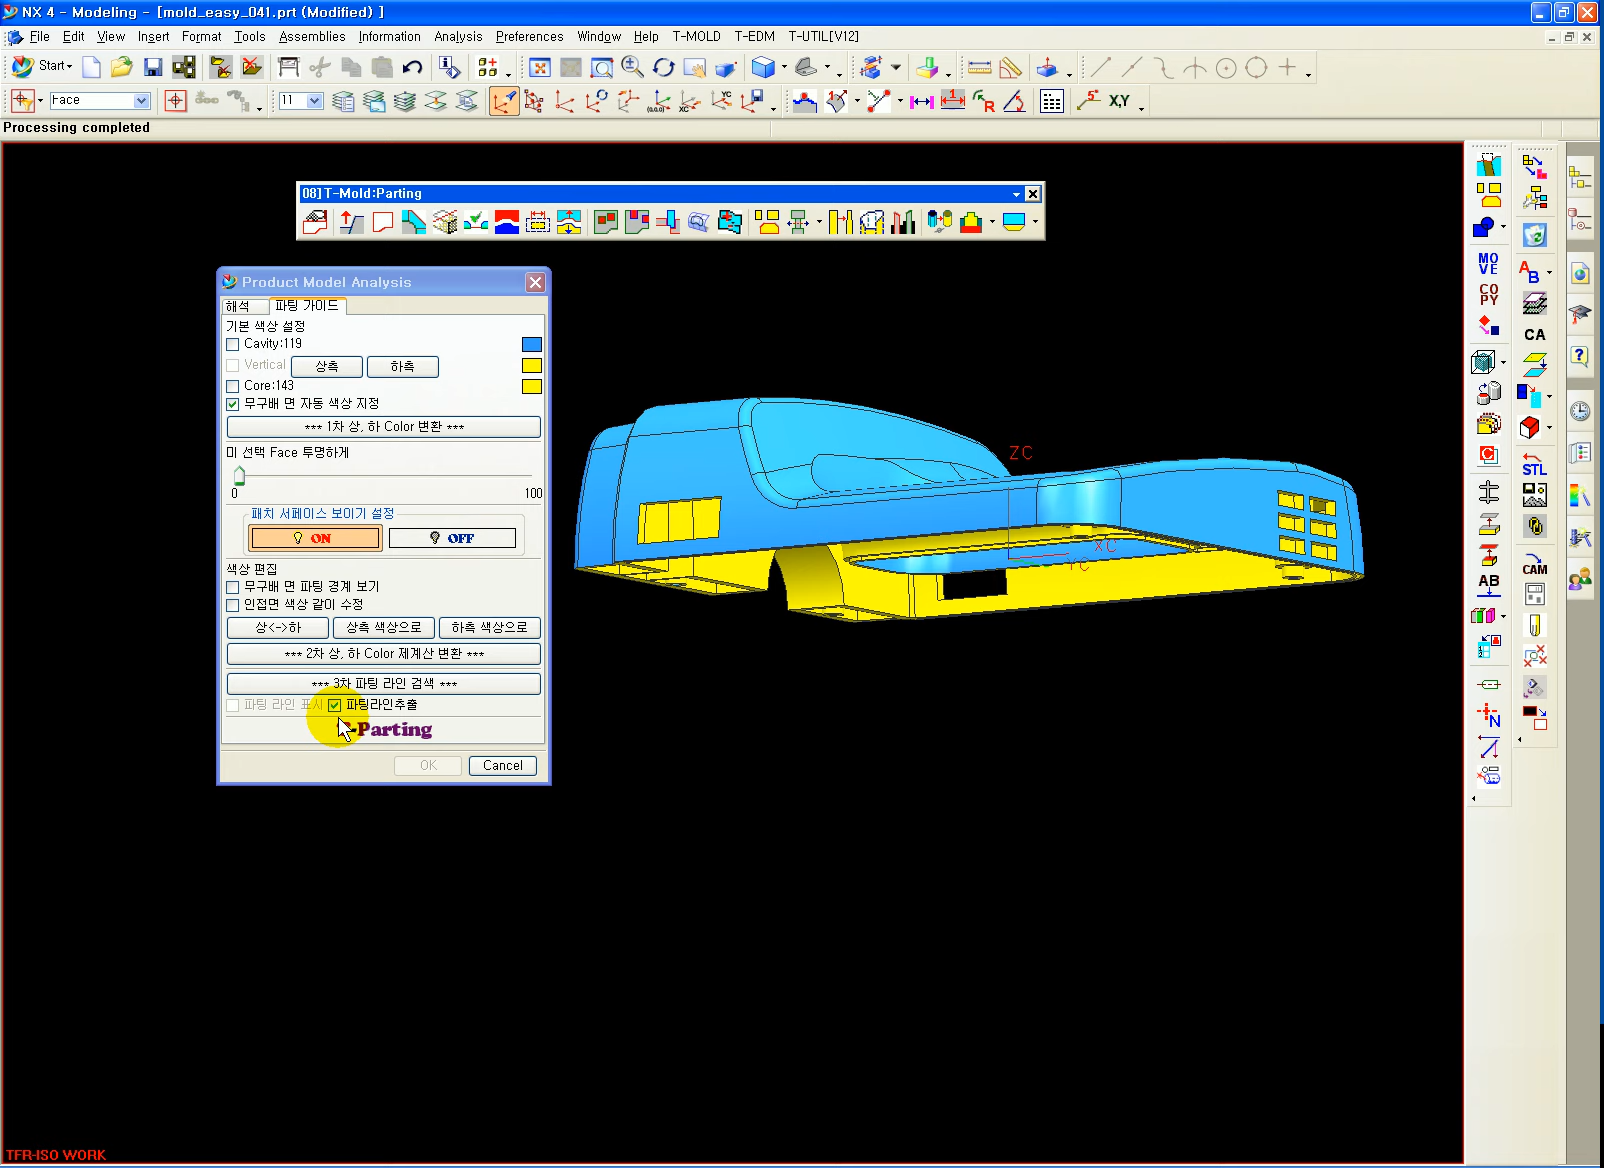 NX 4 - Modeling - [mold_easy_041.prt (Modified) ]
File Edit View Insert Format Tools Assemblies Information Analysis Preferences Window Help T-MOLD T-EDM T-UTIL[V12]
Start
Face
11
Processing completed
08]T-Mold:Parting
Product Model Analysis
해석 파팅 가이드
기본 색상 설정
Cavity:119
Vertical 상측 하측
Core:143
무구배 면 자동 색상 지정
*** 1차 상, 하 Color 변환 ***
미 선택 Face 투명하게
0 100
패치 서페이스 보이기 설정
ON OFF
색상 편집
무구배 면 파팅 경계 보기
인접면 색상 같이 수정
상<->하 상측 색상으로 하측 색상으로
*** 2차 상, 하 Color 제계산 변환 ***
*** 3차 파팅 라인 검색 ***
파팅 라인 표시 파팅라인추출
-Parting
OK Cancel
ZC
XC
YC
MOVE
COPY
AB
CA
STL
CAM
AB
N
X,Y
TFR-ISO WORK